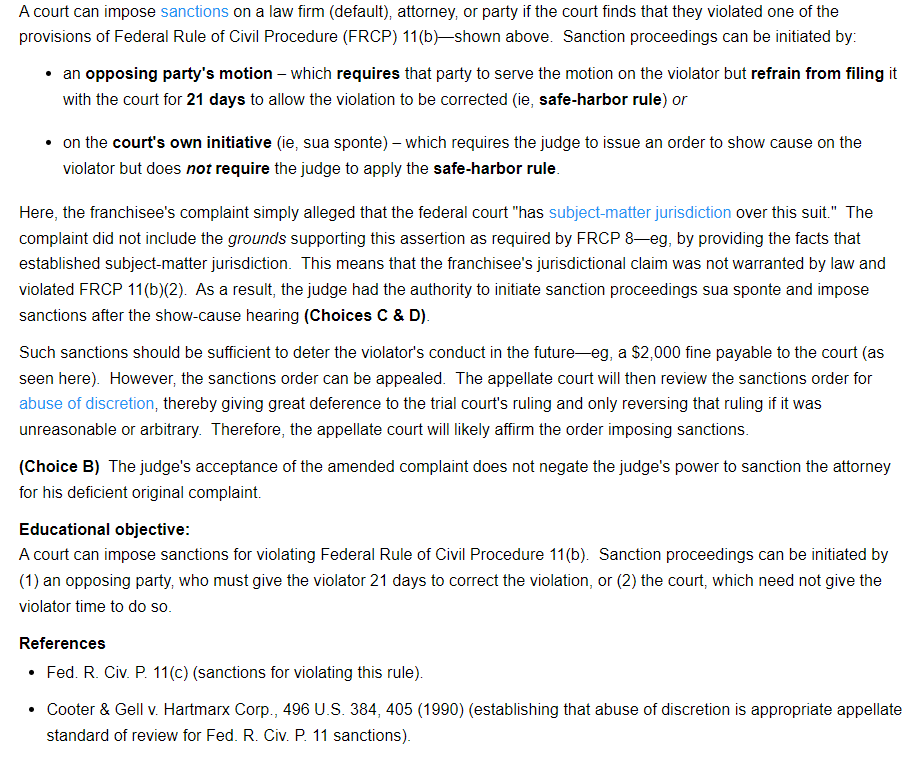 A court can impose sanctions on a law firm (default), attorney, or party if the court finds that they violated one of the
provisions of Federal Rule of Civil Procedure (FRCP) 11(b)—shown above. Sanction proceedings can be initiated by:
• an opposing party's motion – which requires that party to serve the motion on the violator but refrain from filing it
with the court for 21 days to allow the violation to be corrected (ie, safe-harbor rule) or
• on the court's own initiative (ie, sua sponte) – which requires the judge to issue an order to show cause on the
violator but does not require the judge to apply the safe-harbor rule.
Here, the franchisee's complaint simply alleged that the federal court "has subject-matter jurisdiction over this suit." The
complaint did not include the grounds supporting this assertion as required by FRCP 8—eg, by providing the facts that
established subject-matter jurisdiction. This means that the franchisee's jurisdictional claim was not warranted by law and
violated FRCP 11(b)(2). As a result, the judge had the authority to initiate sanction proceedings sua sponte and impose
sanctions after the show-cause hearing (Choices C & D).
Such sanctions should be sufficient to deter the violator's conduct in the future—eg, a $2,000 fine payable to the court (as
seen here). However, the sanctions order can be appealed. The appellate court will then review the sanctions order for
abuse of discretion, thereby giving great deference to the trial court's ruling and only reversing that ruling if it was
unreasonable or arbitrary. Therefore, the appellate court will likely affirm the order imposing sanctions.
(Choice B) The judge's acceptance of the amended complaint does not negate the judge's power to sanction the attorney
for his deficient original complaint.
Educational objective:
A court can impose sanctions for violating Federal Rule of Civil Procedure 11(b). Sanction proceedings can be initiated by
(1) an opposing party, who must give the violator 21 days to correct the violation, or (2) the court, which need not give the
violator time to do so.
References
• Fed. R. Civ. P. 11(c) (sanctions for violating this rule).
• Cooter & Gell v. Hartmarx Corp., 496 U.S. 384, 405 (1990) (establishing that abuse of discretion is appropriate appellate
standard of review for Fed. R. Civ. P. 11 sanctions).